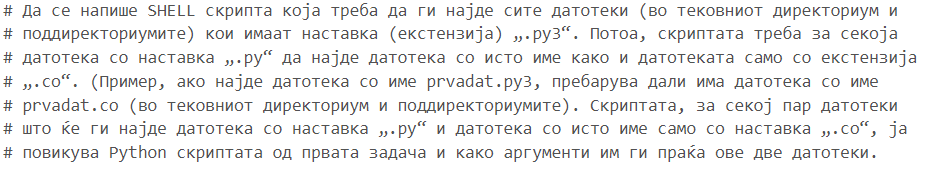 # Да се напише SHELL скрипта која треба да ги најде сите датотеки (во тековниот директориум и
# поддиректориумите) кои имаат наставка (екстензија) „.py3“. Потоа, скриптата треба за секоја
# датотека со наставка „.py“ да најде датотека со исто име како и датотеката само со екстензија
# „.co“. (Пример, ако најде датотека со име prvadat.py3, пребарува дали има датотека со име
# prvadat.co (во тековниот директориум и поддиректориумите). Скриптата, за секој пар датотеки
# што ќе ги најде датотека со наставка „.py“ и датотека со исто име само со наставка „.co“, ја
# повикува Python скриптата од првата задача и како аргументи им ги праќа овие две датотеки.